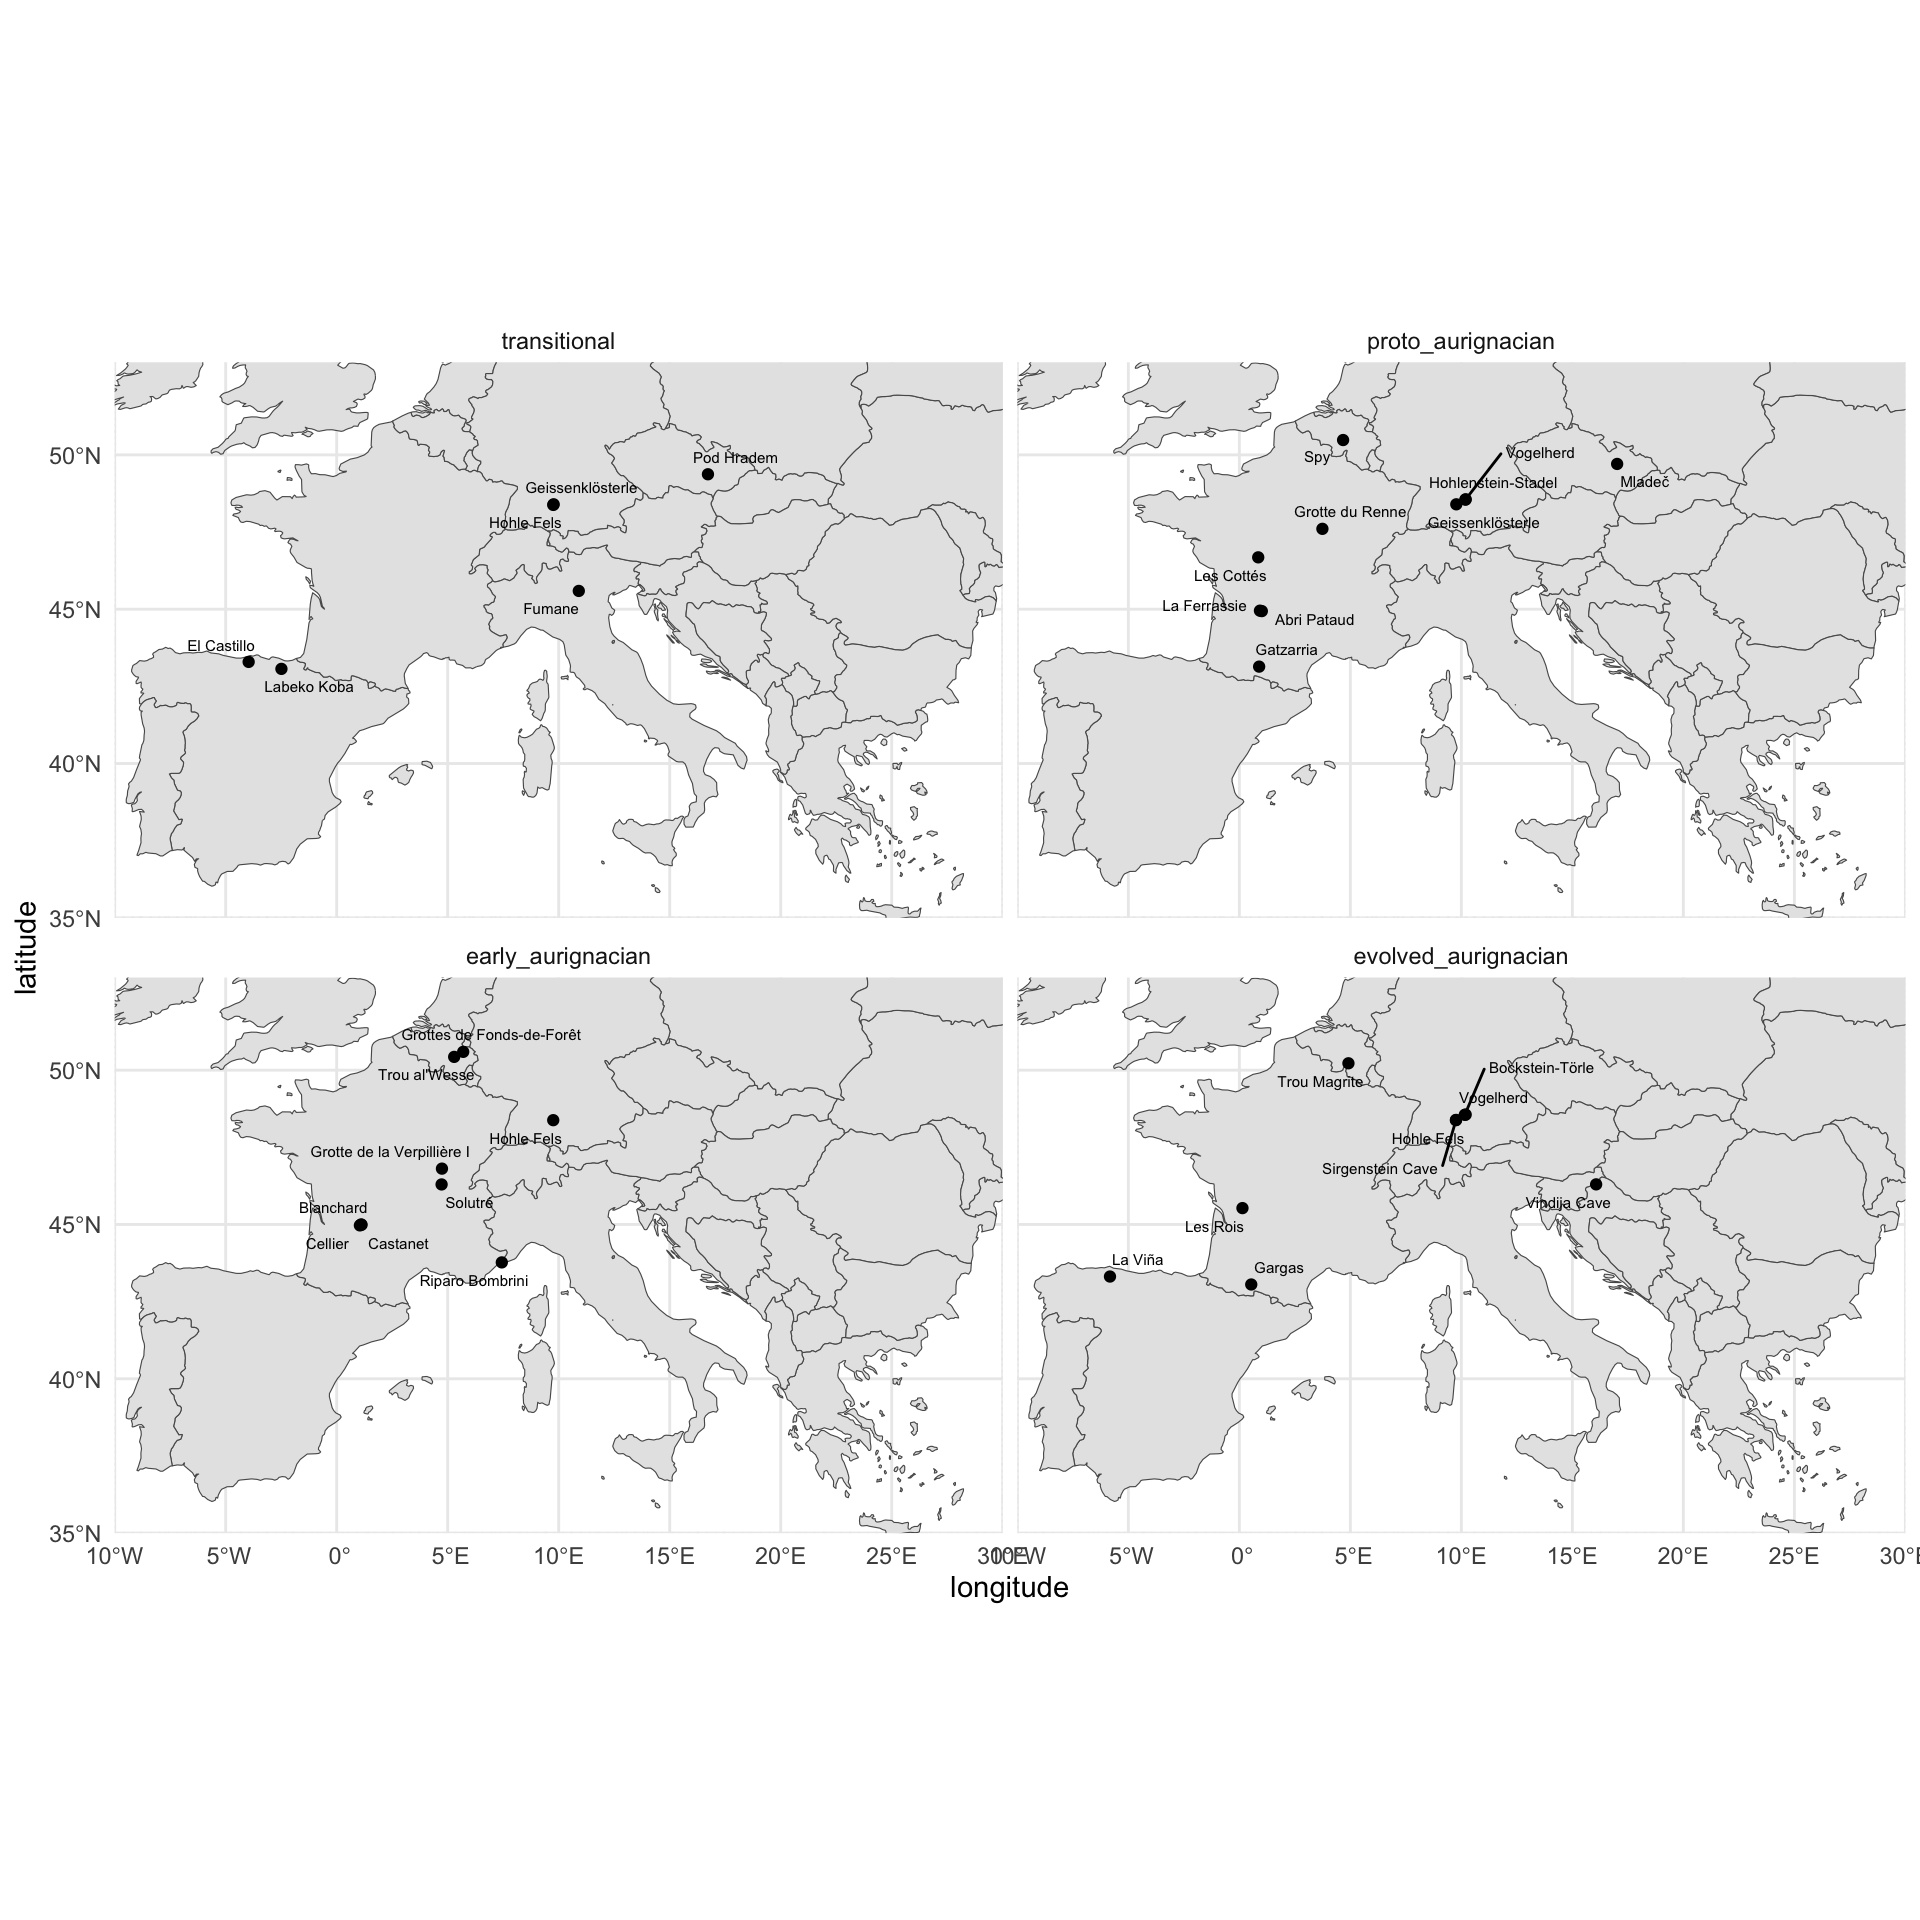 transitional
proto_aurignacian
50°N
45°N
40°N
35°N
Pod Hradem
Geissenklösterle
Hohle Fels
Fumane
El Castillo
Labeko Koba
Spy
Vogelherd
Hohlenstein-Stadel
Mladeč
Geissenklösterle
Grotte du Renne
Les Cottés
La Ferrassie
Abri Pataud
Gatzarria
latitude
early_aurignacian
evolved_aurignacian
50°N
45°N
40°N
35°N
Grottes de Fonds-de-Forêt
Trou al'Wesse
Hohle Fels
Grotte de la Verpillière I
Solutré
Blanchard
Cellier
Castanet
Riparo Bombrini
Trou Magrite
Bockstein-Törle
Vogelherd
Hohle Fels
Sirgenstein Cave
Vindija Cave
Les Rois
La Viña
Gargas
10°W 5°W 0° 5°E 10°E 15°E 20°E 25°E 30°E
10°W 5°W 0° 5°E 10°E 15°E 20°E 25°E 30°E
longitude